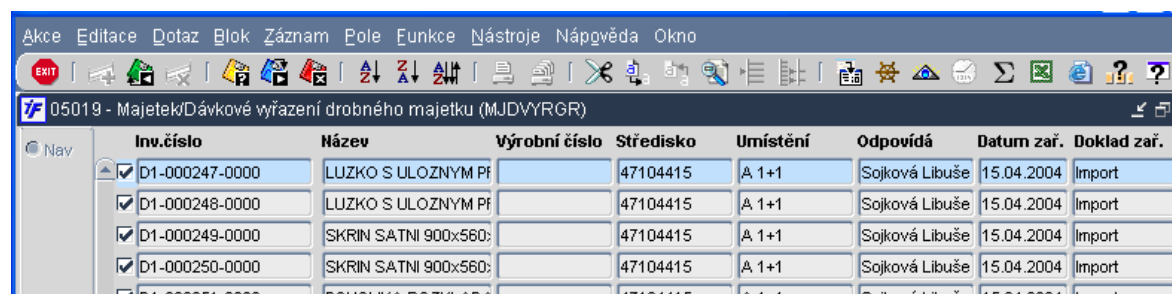 Akce Editace Dotaz Blok Záznam Pole Funkce Nástroje Nápověda Okno
EXIT
05019 - Majetek/Dávkové vyřazení drobného majetku (MJDVYRGR)
Nav Inv.číslo Název Výrobní číslo Středisko Umístění Odpovídá Datum zař. Doklad zař.
D1-000247-0000 LUZKO S ULOZNYM PF 47104415 A 1+1 Sojková Libuše 15.04.2004 Import
D1-000248-0000 LUZKO S ULOZNYM PF 47104415 A 1+1 Sojková Libuše 15.04.2004 Import
D1-000249-0000 SKRIN SATNI 900x560 47104415 A 1+1 Sojková Libuše 15.04.2004 Import
D1-000250-0000 SKRIN SATNI 900x560 47104415 A 1+1 Sojková Libuše 15.04.2004 Import